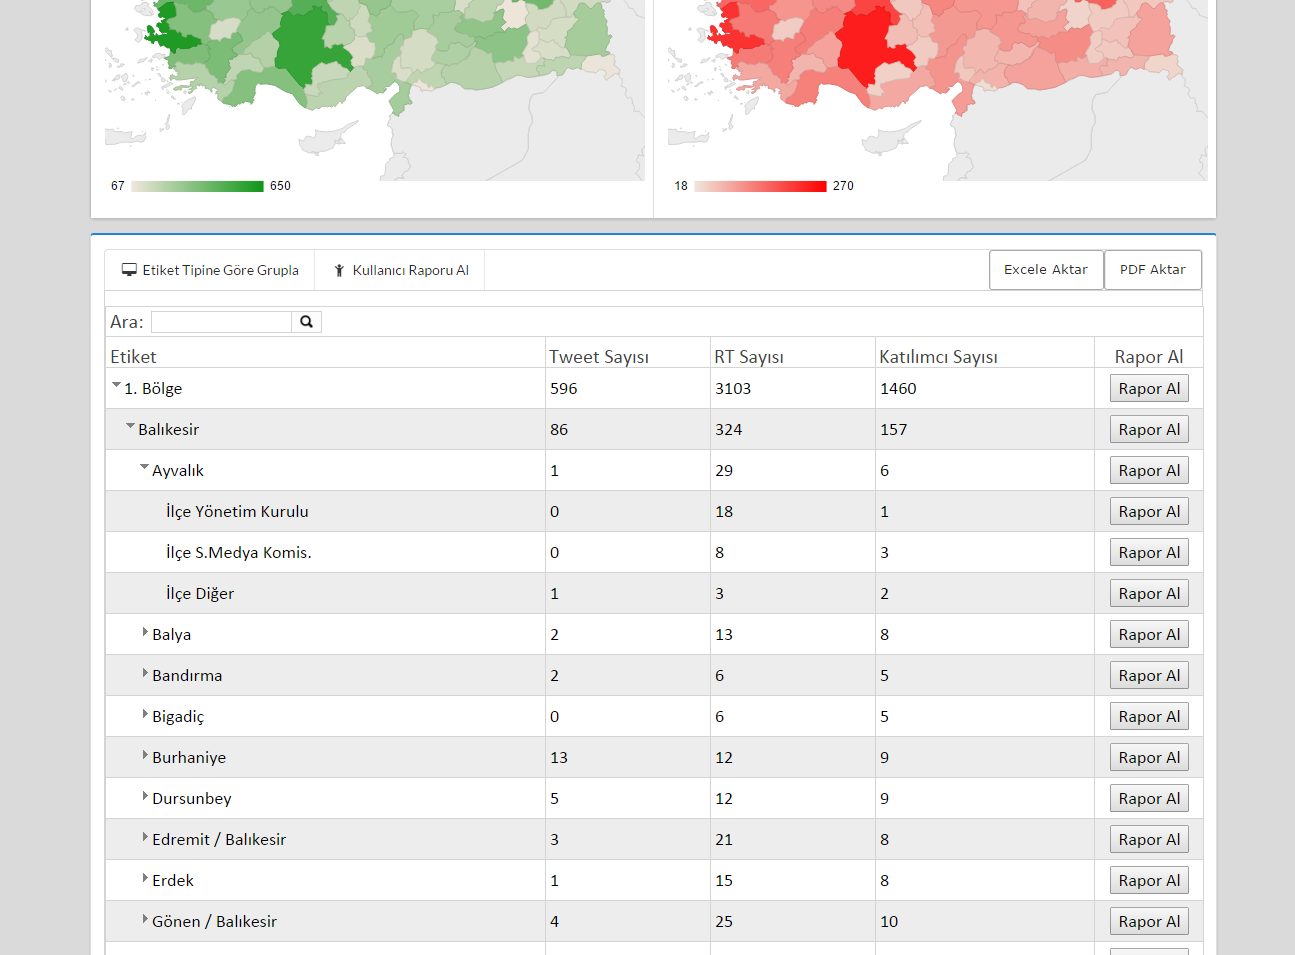 67 650
18 270
Etiket Tipine Göre Grupla Kullanıcı Raporu Al Excele Aktar PDF Aktar
Ara:
Etiket Tweet Sayısı RT Sayısı Katılımcı Sayısı Rapor Al
1. Bölge 596 3103 1460 Rapor Al
Balıkesir 86 324 157 Rapor Al
Ayvalık 1 29 6 Rapor Al
İlçe Yönetim Kurulu 0 18 1 Rapor Al
İlçe S.Medya Komis. 0 8 3 Rapor Al
İlçe Diğer 1 3 2 Rapor Al
Balya 2 13 8 Rapor Al
Bandırma 2 6 5 Rapor Al
Bigadiç 0 6 5 Rapor Al
Burhaniye 13 12 9 Rapor Al
Dursunbey 5 12 9 Rapor Al
Edremit / Balıkesir 3 21 8 Rapor Al
Erdek 1 15 8 Rapor Al
Gönen / Balıkesir 4 25 10 Rapor Al